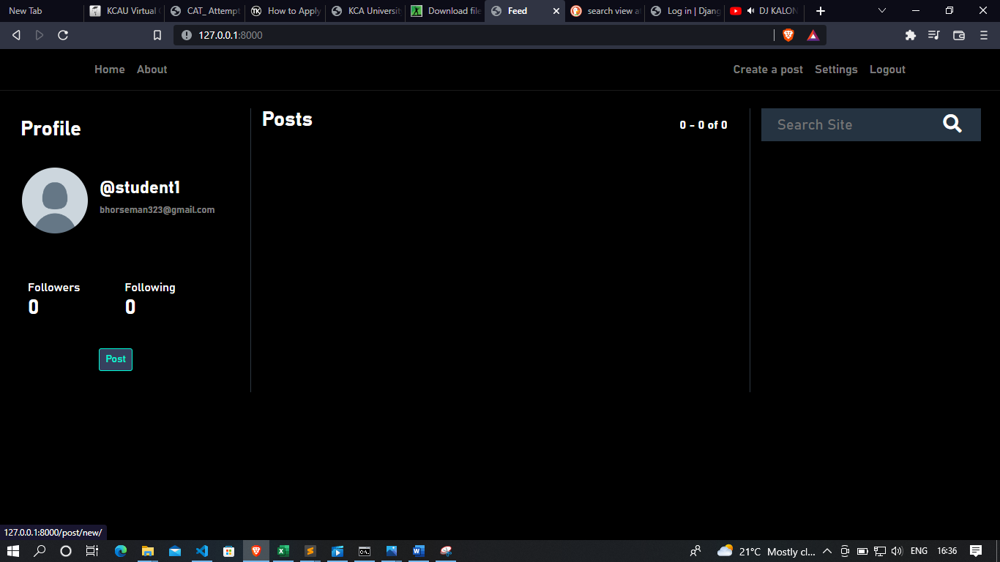 New Tab
KCAU Virtual
CAT_ Attempt
How to Apply
KCA University
Download file
Feed
search view a
Log in | Djang
DJ KALON
127.0.0.1:8000
Home About
Create a post Settings Logout
Profile
Posts
0 - 0 of 0
Search Site
@student1
bhorseman323@gmail.com
Followers Following
0 0
Post
127.0.0.1:8000/post/new/
21°C Mostly cl... ENG 16:36